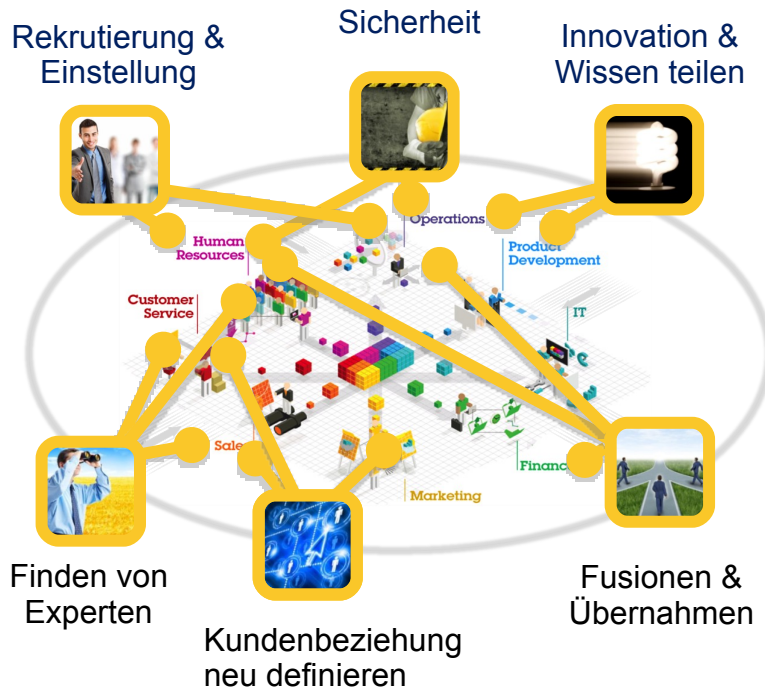 Rekrutierung &
Einstellung
Sicherheit
Innovation &
Wissen teilen
Operations
Human
Resources
Product
Development
Customer
Service
IT
Sale
Financ
Marketing
Finden von
Experten
Kundenbeziehung
neu definieren
Fusionen &
Übernahmen